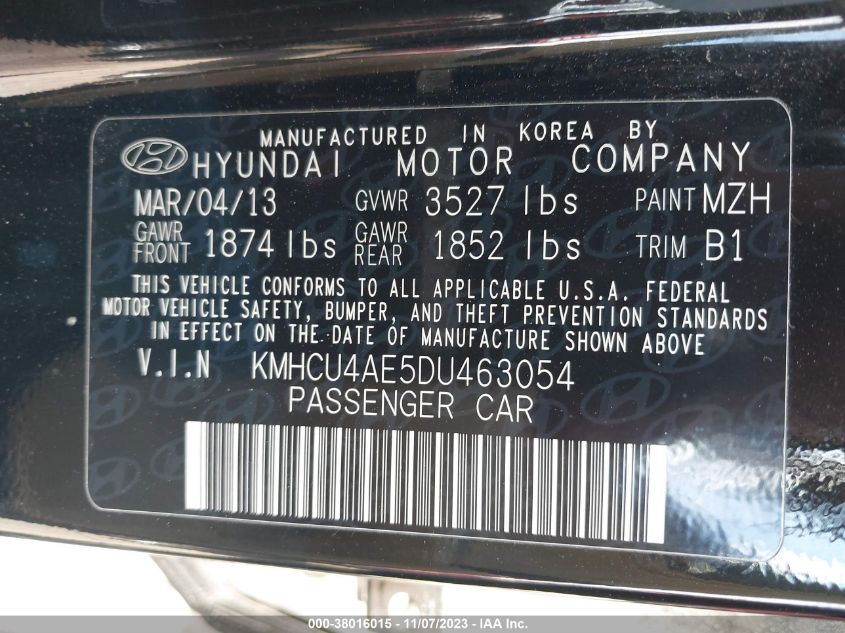 MANUFACTURED IN KOREA BY
HYUNDAI MOTOR COMPANY
MAR/04/13 GVWR 3527 lbs PAINT MZH
GAWR FRONT 1874 lbs GAWR REAR 1852 lbs TRIM B1
THIS VEHICLE CONFORMS TO ALL APPLICABLE U.S.A. FEDERAL
MOTOR VEHICLE SAFETY, BUMPER, AND THEFT PREVENTION STANDARDS
IN EFFECT ON THE DATE OF MANUFACTURE SHOWN ABOVE
V.I.N KMHCU4AE5DU463054
PASSENGER CAR
000-38016015 - 11/07/2023 - IAA Inc.